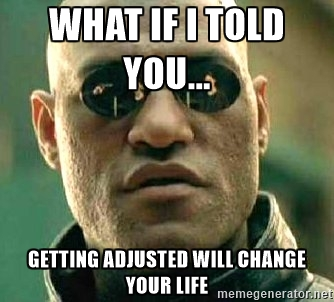 WHAT IF I TOLD
YOU...
GETTING ADJUSTED WILL CHANGE
YOUR LIFE
memegenerator.net